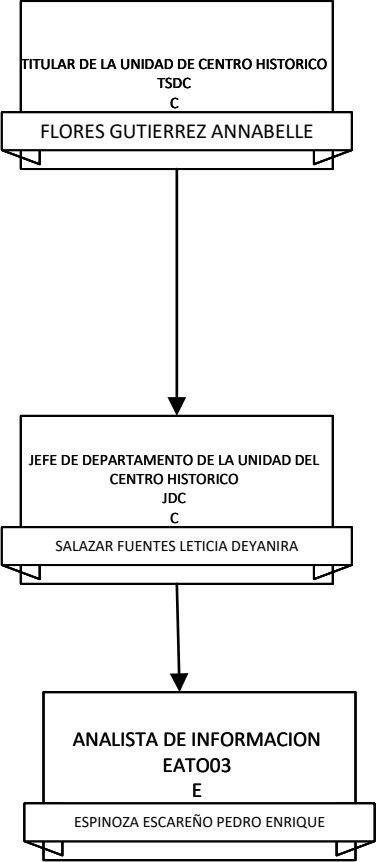 TITULAR DE LA UNIDAD DE CENTRO HISTORICO
TSDC
C
FLORES GUTIERREZ ANNABELLE
JEFE DE DEPARTAMENTO DE LA UNIDAD DEL
CENTRO HISTORICO
JDC
C
SALAZAR FUENTES LETICIA DEYANIRA
ANALISTA DE INFORMACION
EATO03
E
ESPINOZA ESCAREÑO PEDRO ENRIQUE